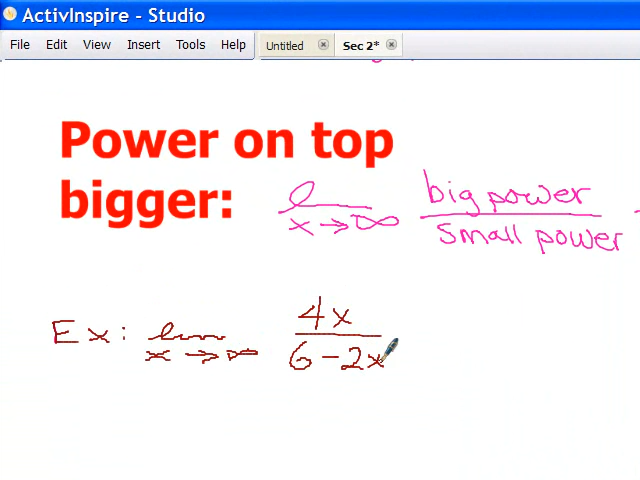 ActivInspire - Studio
File Edit View Insert Tools Help Untitled Sec 2*
Power on top
bigger:
lim x→∞ big power / small power
Ex: lim x→∞ 4x / 6-2x